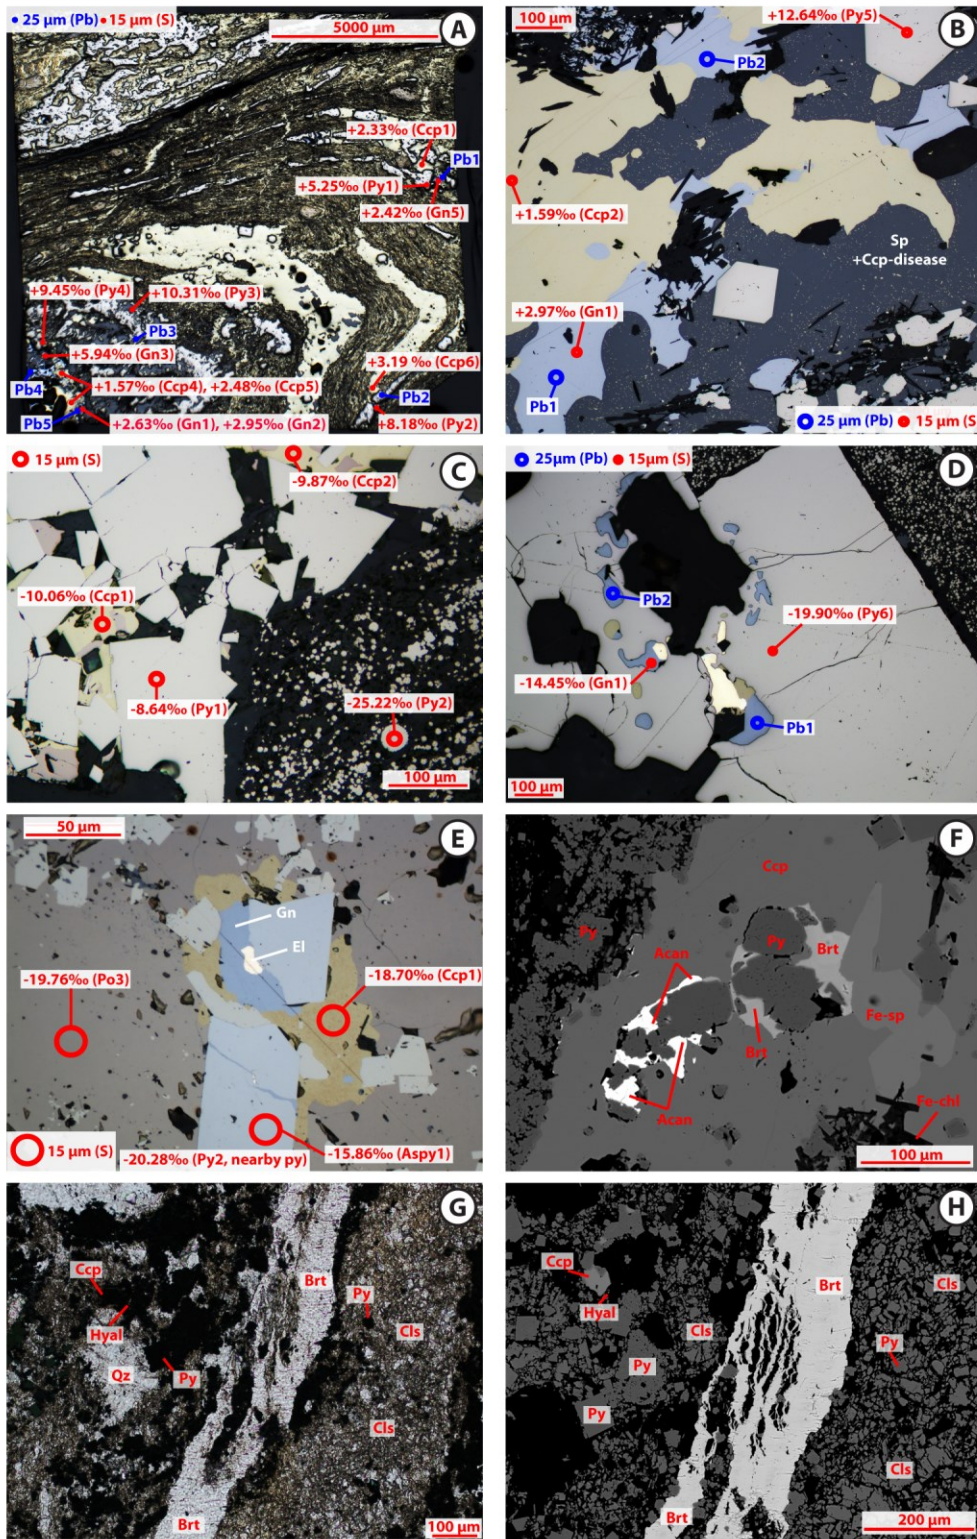 25 µm (Pb) 15 µm (S)
5000 µm
A
+2.33‰ (Ccp1)
Pb1
+5.25‰ (Py1)
+2.42‰ (Gn5)
+9.45‰ (Py4)
+10.31‰ (Py3)
Pb3
+5.94‰ (Gn3)
+3.19 ‰ (Ccp6)
Pb4
+1.57‰ (Ccp4), +2.48‰ (Ccp5)
Pb2
Pb5
+2.63‰ (Gn1), +2.95‰ (Gn2)
+8.18‰ (Py2)
100 µm
+12.64‰ (Py5)
B
Pb2
+1.59‰ (Ccp2)
Sp
+Ccp-disease
+2.97‰ (Gn1)
Pb1
25 µm (Pb) 15 µm (S)
15 µm (S)
C
-9.87‰ (Ccp2)
-10.06‰ (Ccp1)
-8.64‰ (Py1)
-25.22‰ (Py2)
100 µm
25µm (Pb) 15µm (S)
D
Pb2
-19.90‰ (Py6)
-14.45‰ (Gn1)
Pb1
100 µm
50 µm
E
Gn
El
-19.76‰ (Po3)
-18.70‰ (Ccp1)
15 µm (S)
-20.28‰ (Py2, nearby py)
-15.86‰ (Aspy1)
F
Ccp
Py
Py
Brt
Acan
Fe-sp
Brt
Acan
Fe-chl
100 µm
G
Ccp
Brt
Py
Hyal
Cls
Qz
Py
Cls
Brt
100 µm
H
Ccp
Brt
Cls
Hyal
Cls
Py
Py
Py
Cls
Brt
200 µm